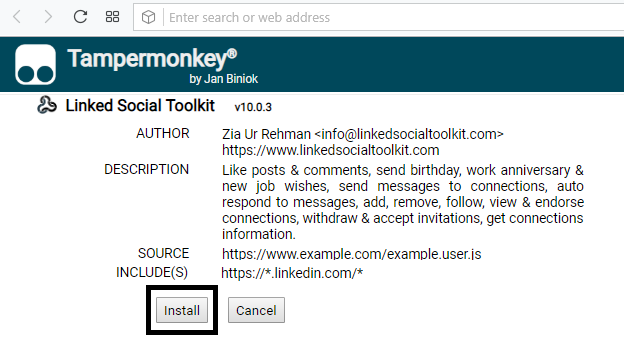 Enter search or web address
Tampermonkey®
by Jan Biniok
Linked Social Toolkit v10.0.3
AUTHOR Zia Ur Rehman <info@linkedsocialtoolkit.com>
https://www.linkedsocialtoolkit.com
DESCRIPTION Like posts & comments, send birthday, work anniversary &
new job wishes, send messages to connections, auto
respond to messages, add, remove, follow, view & endorse
connections, withdraw & accept invitations, get connections
information.
SOURCE https://www.example.com/example.user.js
INCLUDE(S) https://*.linkedin.com/*
Install Cancel